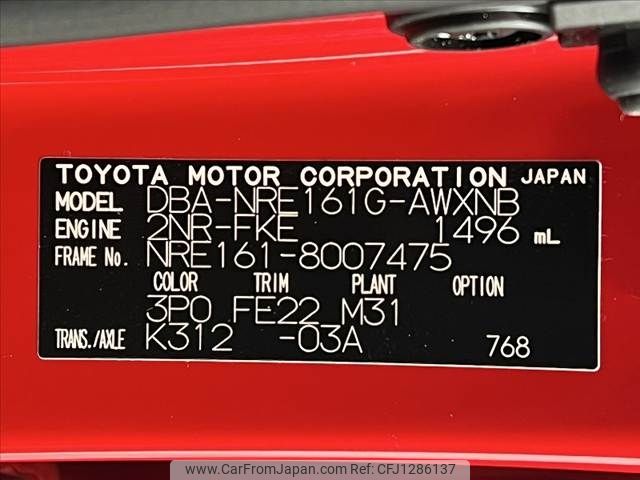 TOYOTA MOTOR CORPORATION JAPAN
MODEL DBA-NRE161G-AWXNB
ENGINE 2NR-FKE 1496 mL
FRAME No. NRE161-8007475
COLOR TRIM PLANT OPTION
3P0 FE22 M31
TRANS./AXLE K312 -03A 768
www.CarFromJapan.com ref:CFJ1286137